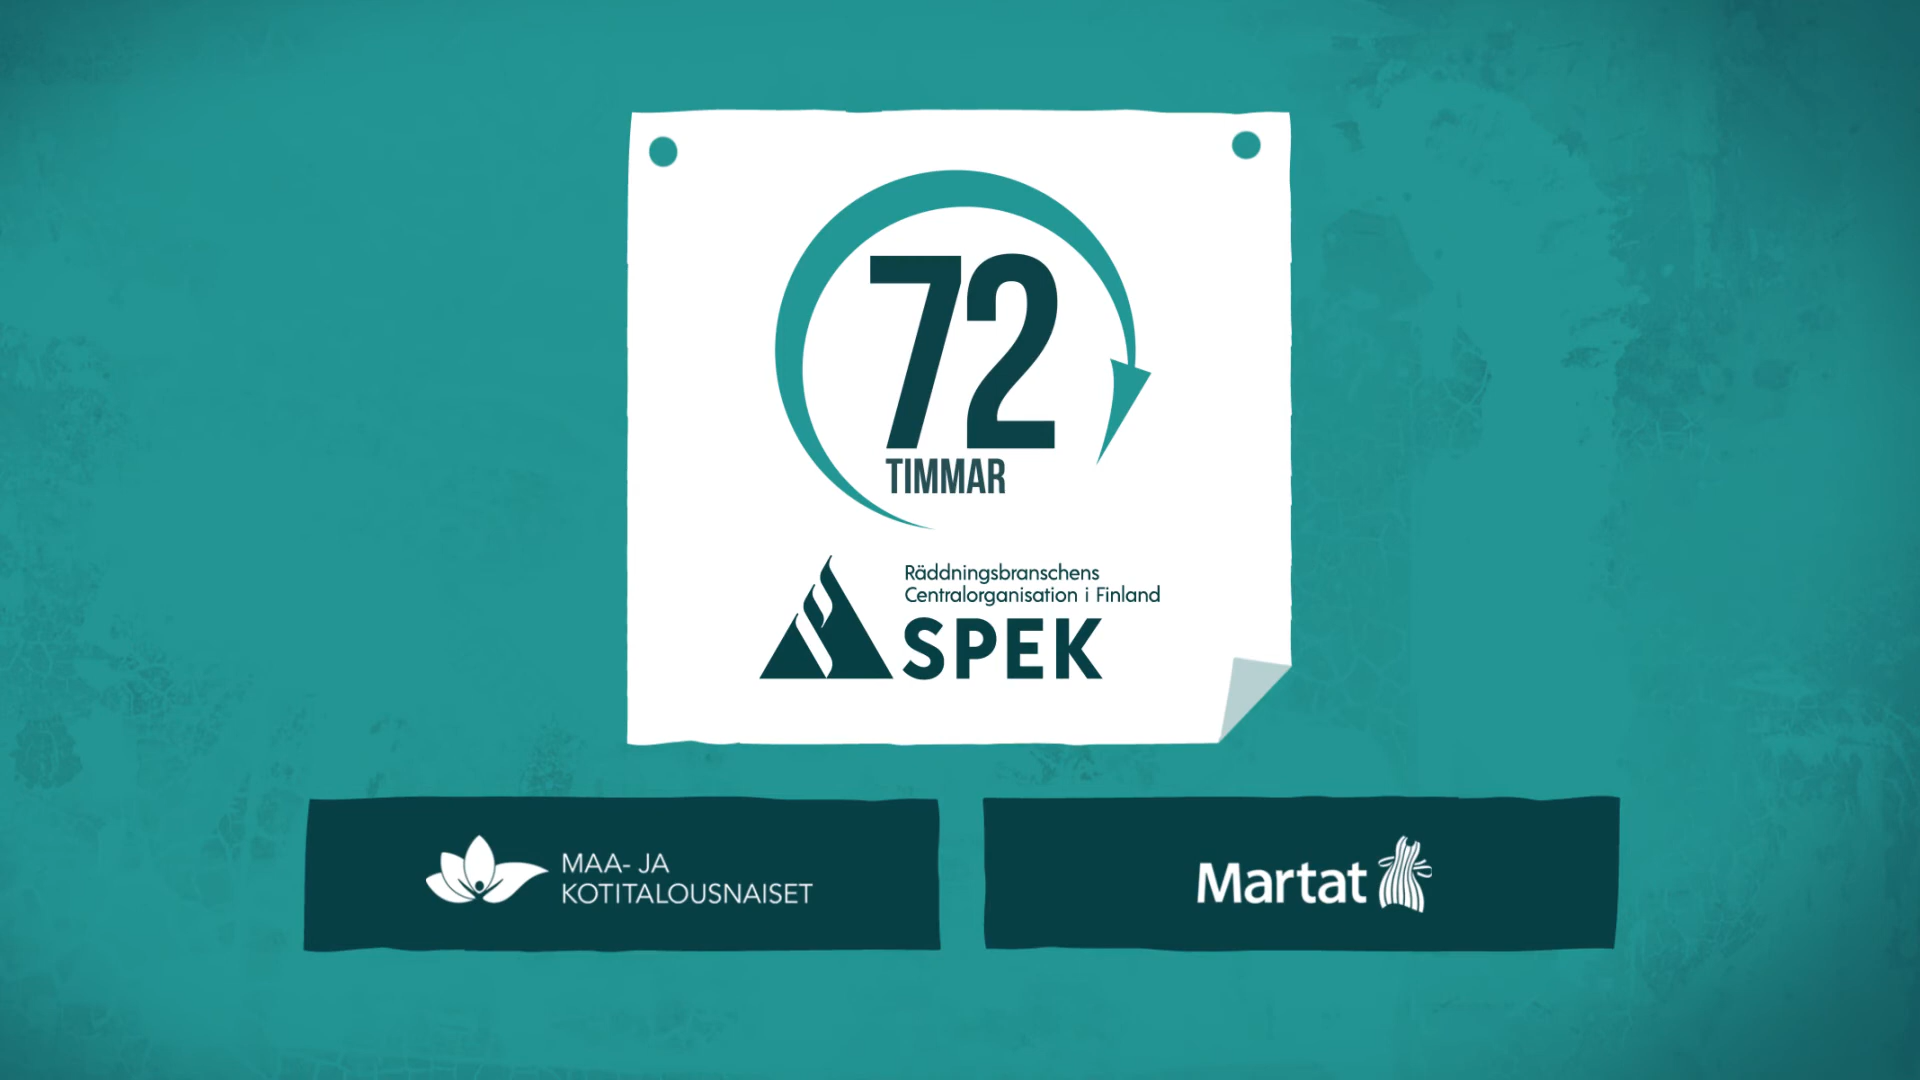 72
TIMMAR
Räddningsbranschens
Centralorganisation i Finland
SPEK
MAA- JA
KOTITALOUSNAISET
Martat